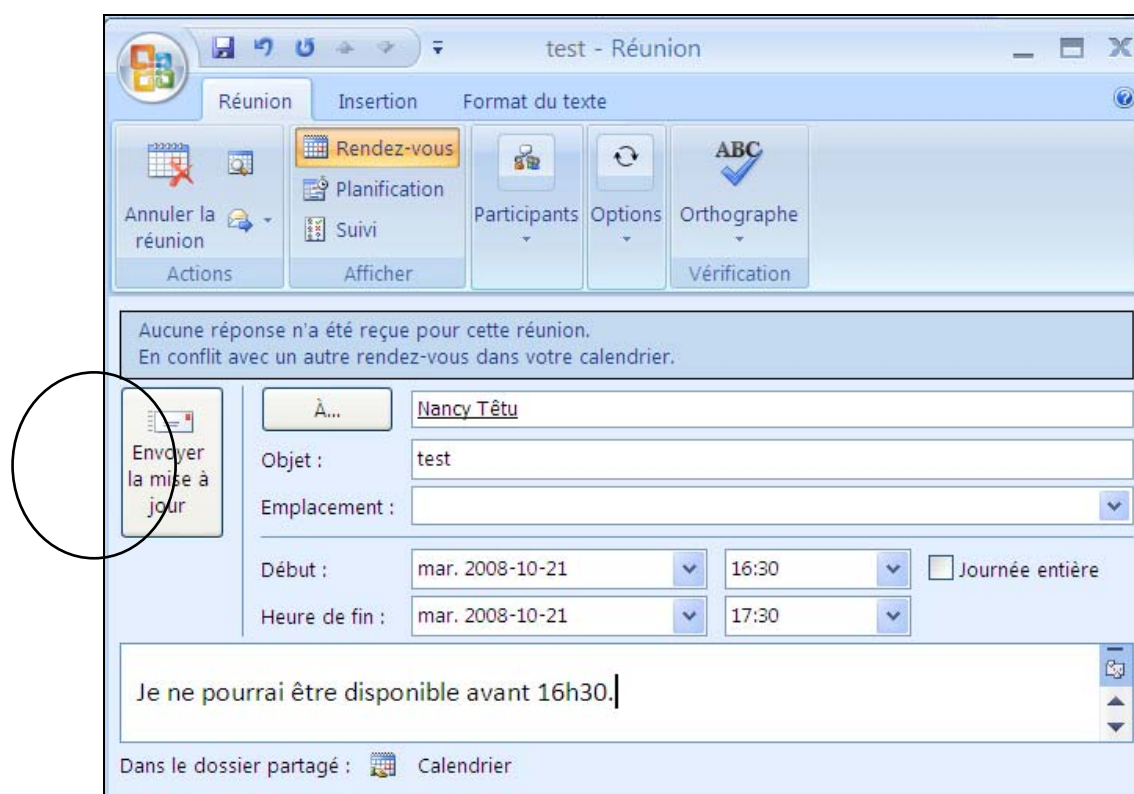 test - Réunion
Réunion Insertion Format du texte
Annuler la réunion
Actions
Rendez-vous
Planification
Suivi
Afficher
Participants
Options
ABC
Orthographe
Vérification
Aucune réponse n'a été reçue pour cette réunion.
En conflit avec un autre rendez-vous dans votre calendrier.
Envoyer
la mise à
jour
À... Nancy Têtu
Objet : test
Emplacement :
Début : mar. 2008-10-21 16:30 Journée entière
Heure de fin : mar. 2008-10-21 17:30
Je ne pourrai être disponible avant 16h30.
Dans le dossier partagé : Calendrier